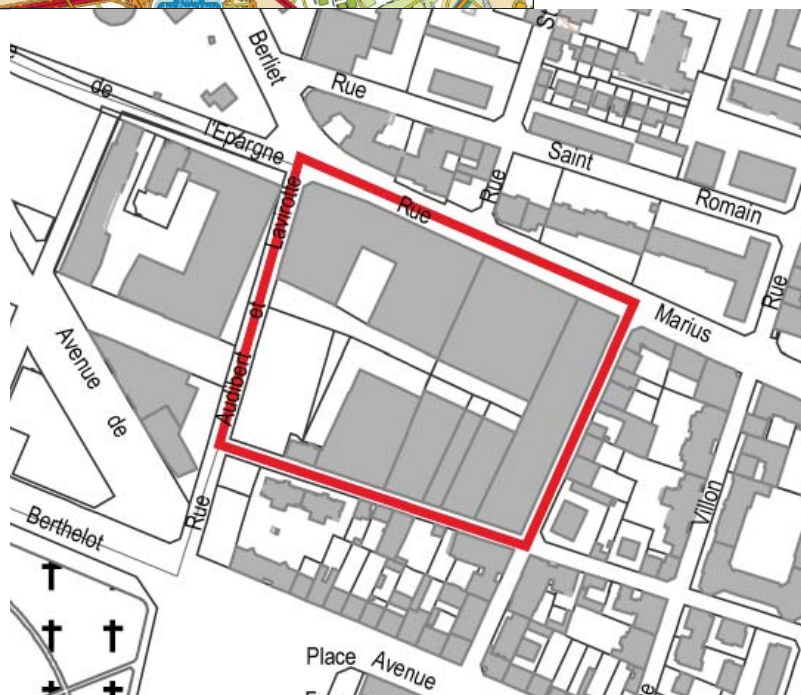 Berliet
Rue
de
l'Epargne
Saint
Romain
Rue
Rue
Lavirotte
et
Audibert
Rue
Marius
Rue
Villon
Avenue
de
Berthelot
Place Avenue